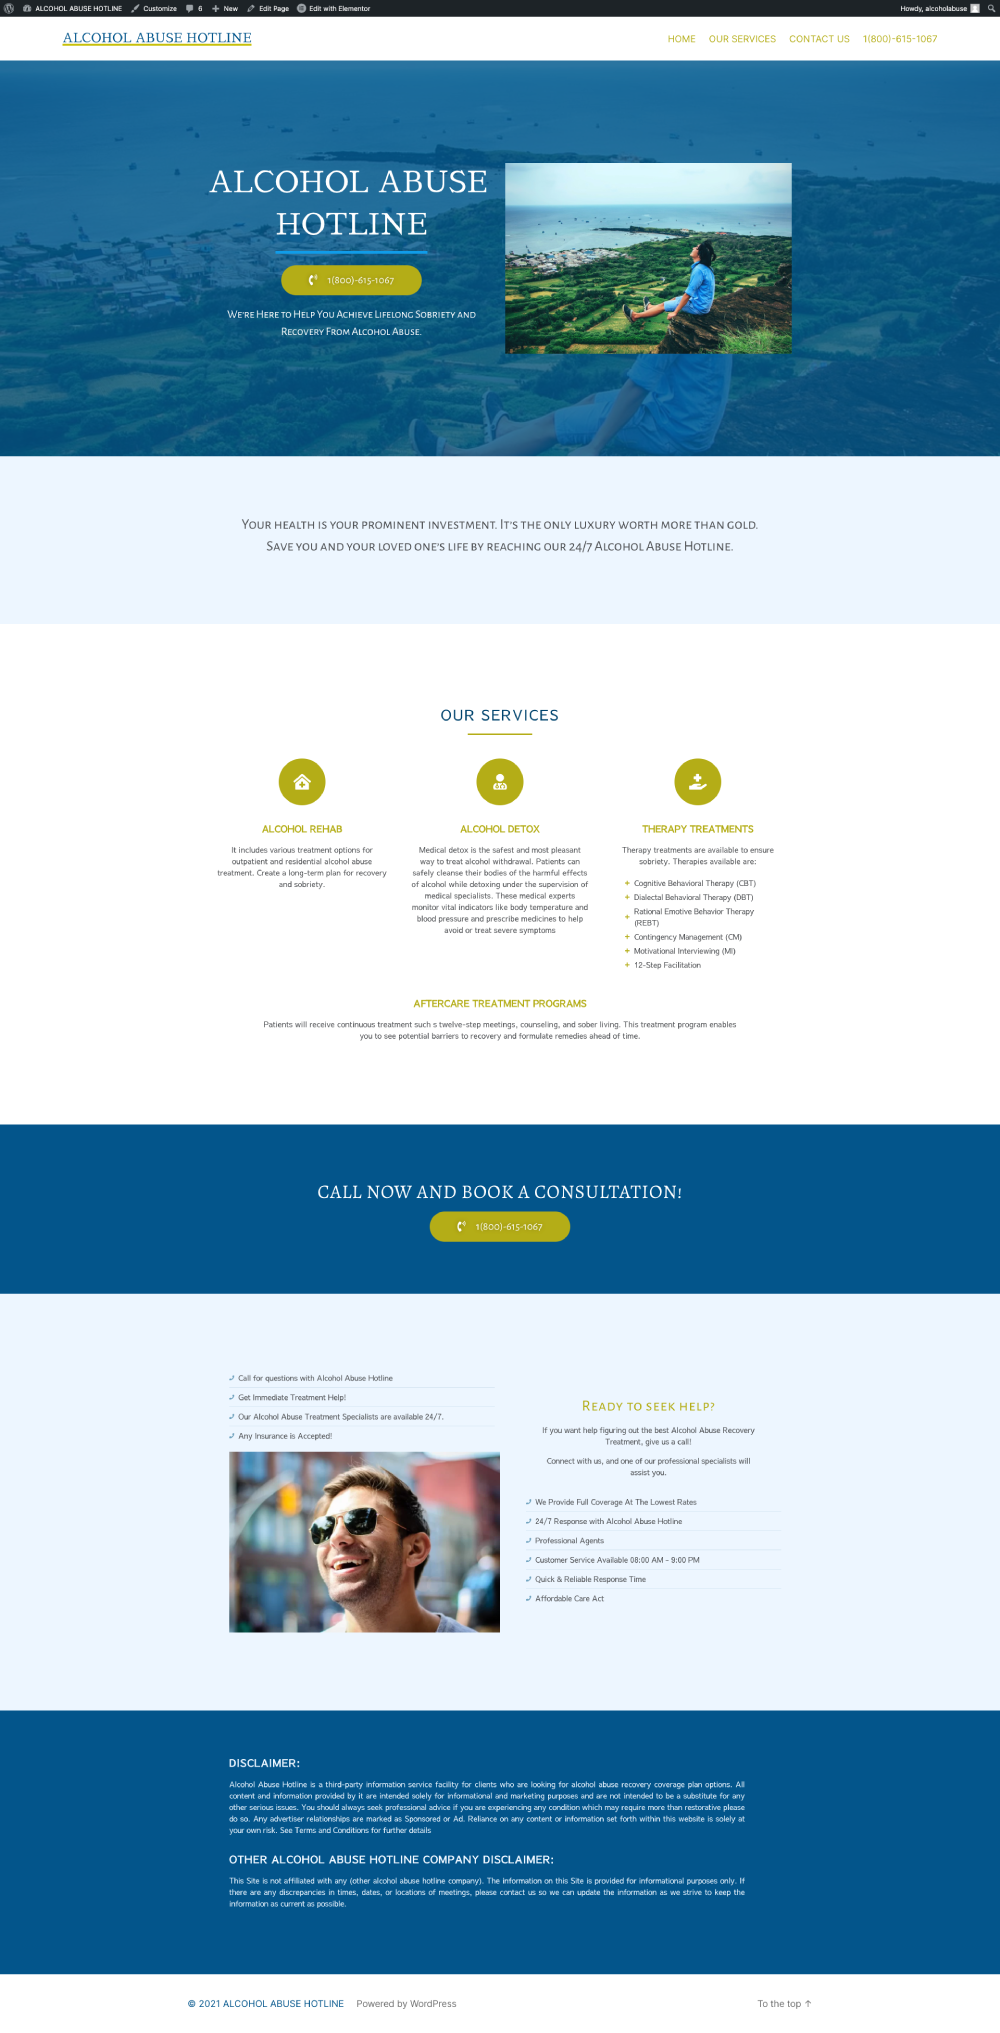 ALCOHOL ABUSE HOTLINE Customize 6 New Edit Page Edit with Elementor Howdy, alcoholabuse
ALCOHOL ABUSE HOTLINE
HOME OUR SERVICES CONTACT US 1(800)-615-1067
ALCOHOL ABUSE
HOTLINE
1(800)-615-1067
We're Here to Help You Achieve Lifelong Sobriety and
Recovery From Alcohol Abuse.
Your health is your prominent investment. It's the only luxury worth more than gold.
Save you and your loved one's life by reaching our 24/7 Alcohol Abuse Hotline.
OUR SERVICES
ALCOHOL REHAB
It includes various treatment options for
outpatient and residential alcohol abuse
treatment. Create a long-term plan for recovery
and sobriety.
ALCOHOL DETOX
Medical detox is the safest and most pleasant
way to treat alcohol withdrawal. Patients can
safely cleanse their bodies of the harmful effects
of alcohol while detoxing under the supervision of
medical specialists. These medical experts
monitor vital indicators like body temperature and
blood pressure and prescribe medicines to help
avoid or treat severe symptoms
THERAPY TREATMENTS
Therapy treatments are available to ensure
sobriety. Therapies available are:
Cognitive Behavioral Therapy (CBT)
Dialectal Behavioral Therapy (DBT)
Rational Emotive Behavior Therapy
(REBT)
Contingency Management (CM)
Motivational Interviewing (MI)
12-Step Facilitation
AFTERCARE TREATMENT PROGRAMS
Patients will receive continuous treatment such s twelve-step meetings, counseling, and sober living. This treatment program enables
you to see potential barriers to recovery and formulate remedies ahead of time.
CALL NOW AND BOOK A CONSULTATION!
1(800)-615-1067
Call for questions with Alcohol Abuse Hotline
Get Immediate Treatment Help!
Our Alcohol Abuse Treatment Specialists are available 24/7.
Any Insurance is Accepted!
Ready to seek help?
If you want help figuring out the best Alcohol Abuse Recovery
Treatment, give us a call!
Connect with us, and one of our professional specialists will
assist you.
We Provide Full Coverage At The Lowest Rates
24/7 Response with Alcohol Abuse Hotline
Professional Agents
Customer Service Available 08:00 AM - 9:00 PM
Quick & Reliable Response Time
Affordable Care Act
DISCLAIMER:
Alcohol Abuse Hotline is a third-party information service facility for clients who are looking for alcohol abuse recovery coverage plan options. All
content and information provided by it are intended solely for informational and marketing purposes and are not intended to be a substitute for any
other serious issues. You should always seek professional advice if you are experiencing any condition which may require more than restorative please
do so. Any advertiser relationships are marked as Sponsored or Ad. Reliance on any content or information set forth within this website is solely at
your own risk. See Terms and Conditions for further details
OTHER ALCOHOL ABUSE HOTLINE COMPANY DISCLAIMER:
This Site is not affiliated with any (other alcohol abuse hotline company). The information on this Site is provided for informational purposes only. If
there are any discrepancies in times, dates, or locations of meetings, please contact us so we can update the information as we strive to keep the
information as current as possible.
© 2021 ALCOHOL ABUSE HOTLINE Powered by WordPress To the top ↑